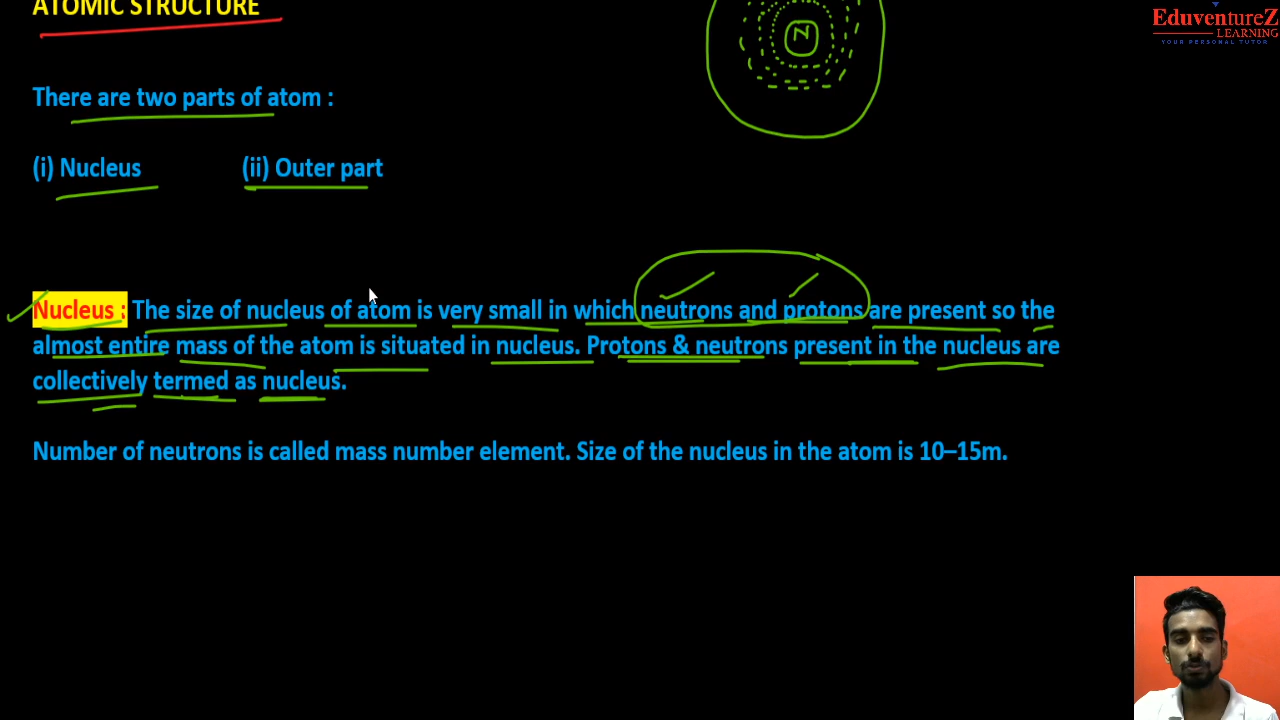 ATOMIC STRUCTURE
EduventureZ
LEARNING
YOUR PERSONAL TUTOR
N
There are two parts of atom :
(i) Nucleus (ii) Outer part
Nucleus : The size of nucleus of atom is very small in which neutrons and protons are present so the
almost entire mass of the atom is situated in nucleus. Protons & neutrons present in the nucleus are
collectively termed as nucleus.
Number of neutrons is called mass number element. Size of the nucleus in the atom is 10–15m.